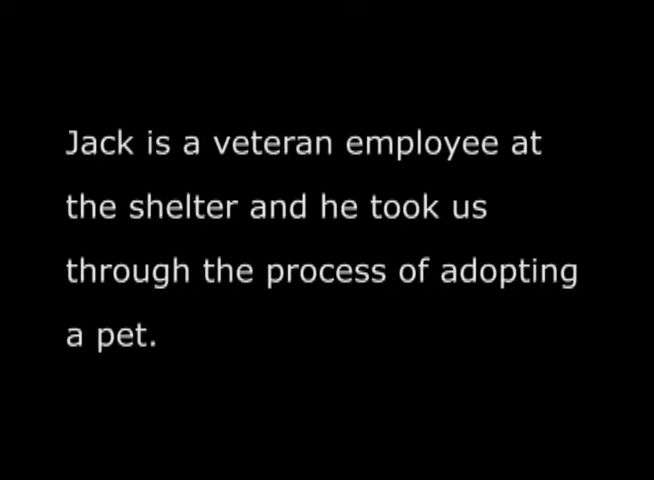 Jack is a veteran employee at
the shelter and he took us
through the process of adopting
a pet.